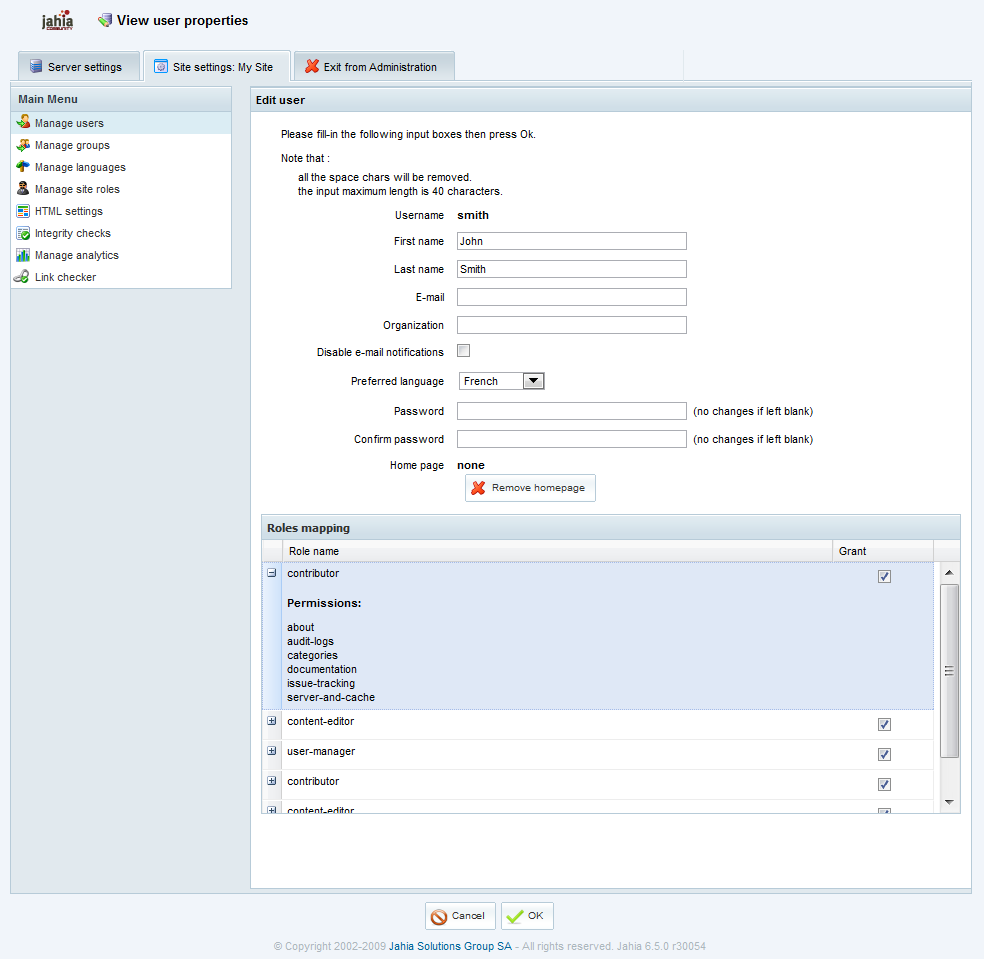 jahia
COMMUNITY
View user properties
Server settings
Site settings: My Site
Exit from Administration
Main Menu
Manage users
Manage groups
Manage languages
Manage site roles
HTML settings
Integrity checks
Manage analytics
Link checker
Edit user
Please fill-in the following input boxes then press Ok.
Note that :
all the space chars will be removed.
the input maximum length is 40 characters.
Username smith
First name John
Last name Smith
E-mail
Organization
Disable e-mail notifications
Preferred language French
Password (no changes if left blank)
Confirm password (no changes if left blank)
Home page none
Remove homepage
Roles mapping
Role name Grant
contributor
Permissions:
about
audit-logs
categories
documentation
issue-tracking
server-and-cache
content-editor
user-manager
contributor
content-editor
Cancel OK
© Copyright 2002-2009 Jahia Solutions Group SA - All rights reserved. Jahia 6.5.0 r30054